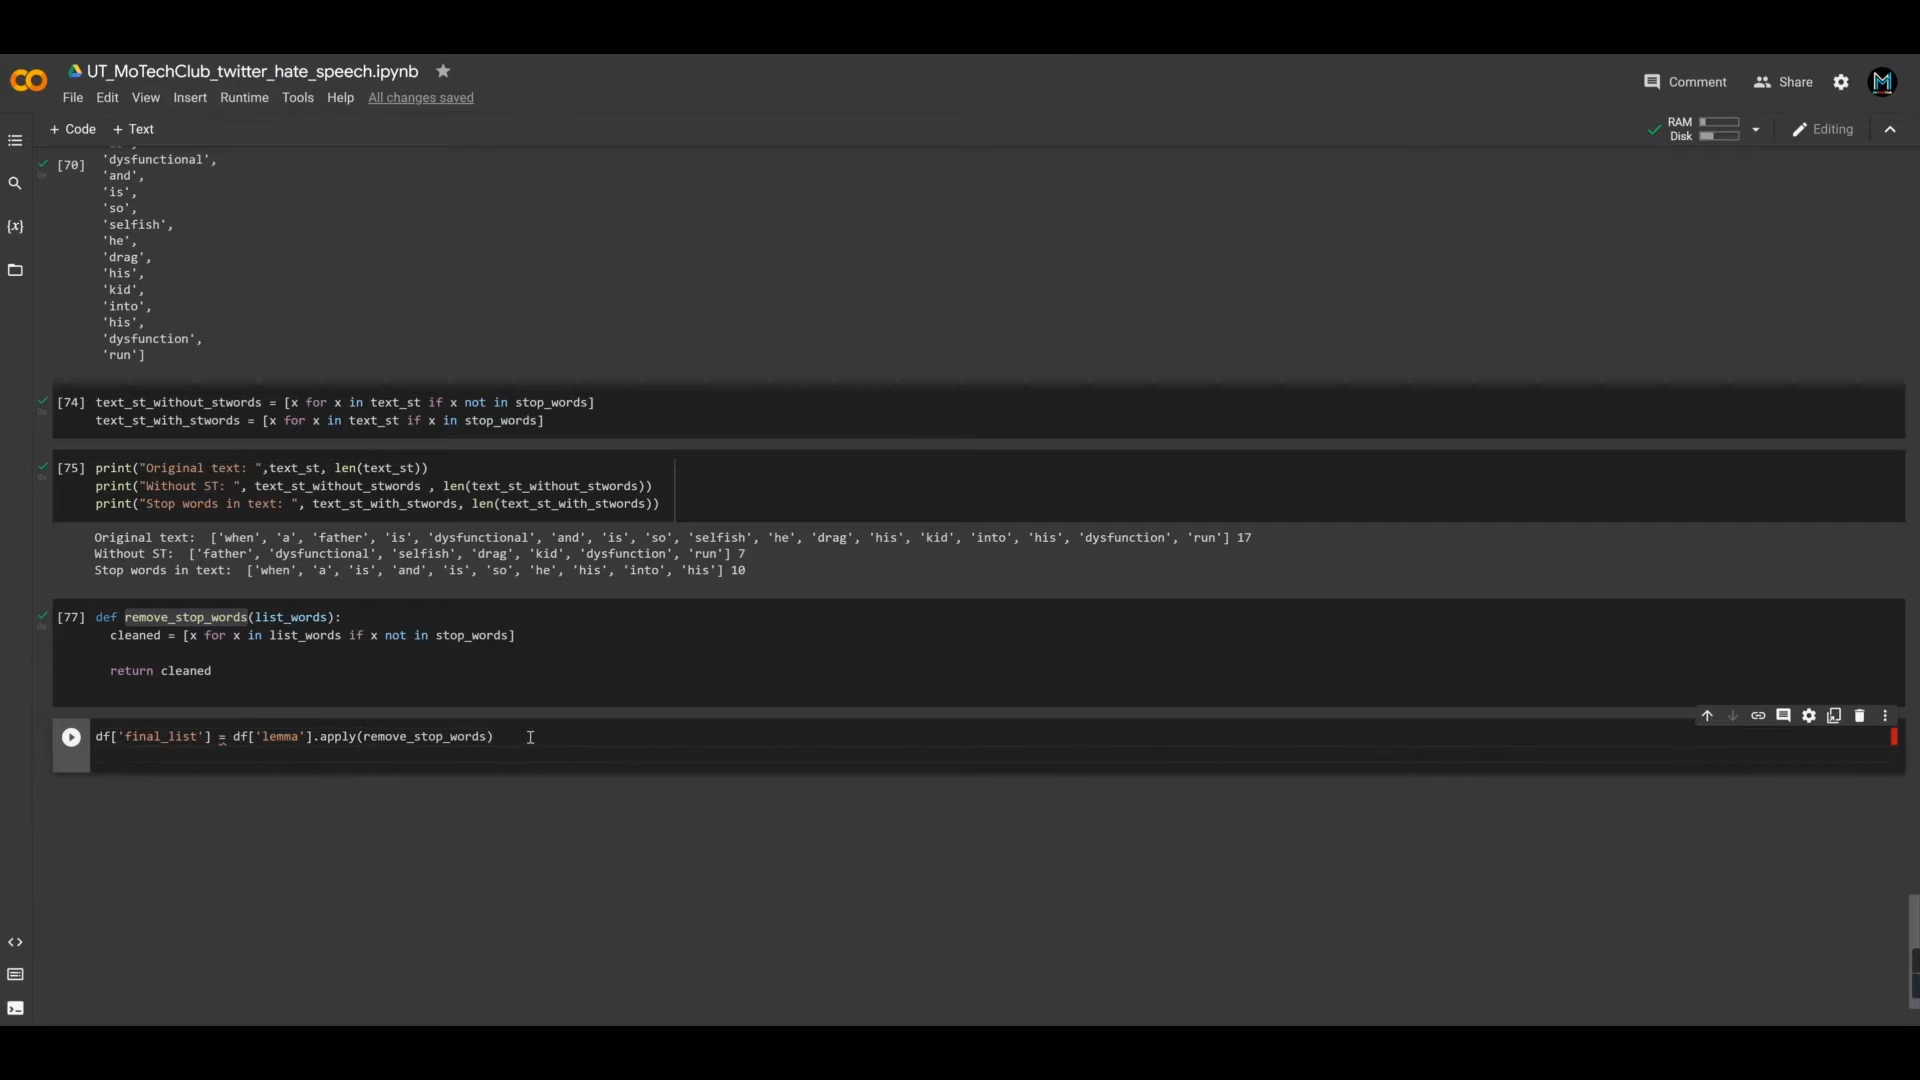 UT_MoTechClub_twitter_hate_speech.ipynb
Comment
Share
File Edit View Insert Runtime Tools Help All changes saved
+ Code + Text
RAM
Disk
Editing
[70]
'dysfunctional',
'and',
'is',
'so',
'selfish',
'he',
'drag',
'his',
'kid',
'into',
'his',
'dysfunction',
'run']
[74] text_st_without_stwords = [x for x in text_st if x not in stop_words]
text_st_with_stwords = [x for x in text_st if x in stop_words]
[75] print("Original text: ",text_st, len(text_st))
print("Without ST: ", text_st_without_stwords , len(text_st_without_stwords))
print("Stop words in text: ", text_st_with_stwords, len(text_st_with_stwords))
Original text:  ['when', 'a', 'father', 'is', 'dysfunctional', 'and', 'is', 'so', 'selfish', 'he', 'drag', 'his', 'kid', 'into', 'his', 'dysfunction', 'run'] 17
Without ST:  ['father', 'dysfunctional', 'selfish', 'drag', 'kid', 'dysfunction', 'run'] 7
Stop words in text:  ['when', 'a', 'is', 'and', 'is', 'so', 'he', 'his', 'into', 'his'] 10
[77] def remove_stop_words(list_words):
cleaned = [x for x in list_words if x not in stop_words]
return cleaned
df['final_list'] = df['lemma'].apply(remove_stop_words)